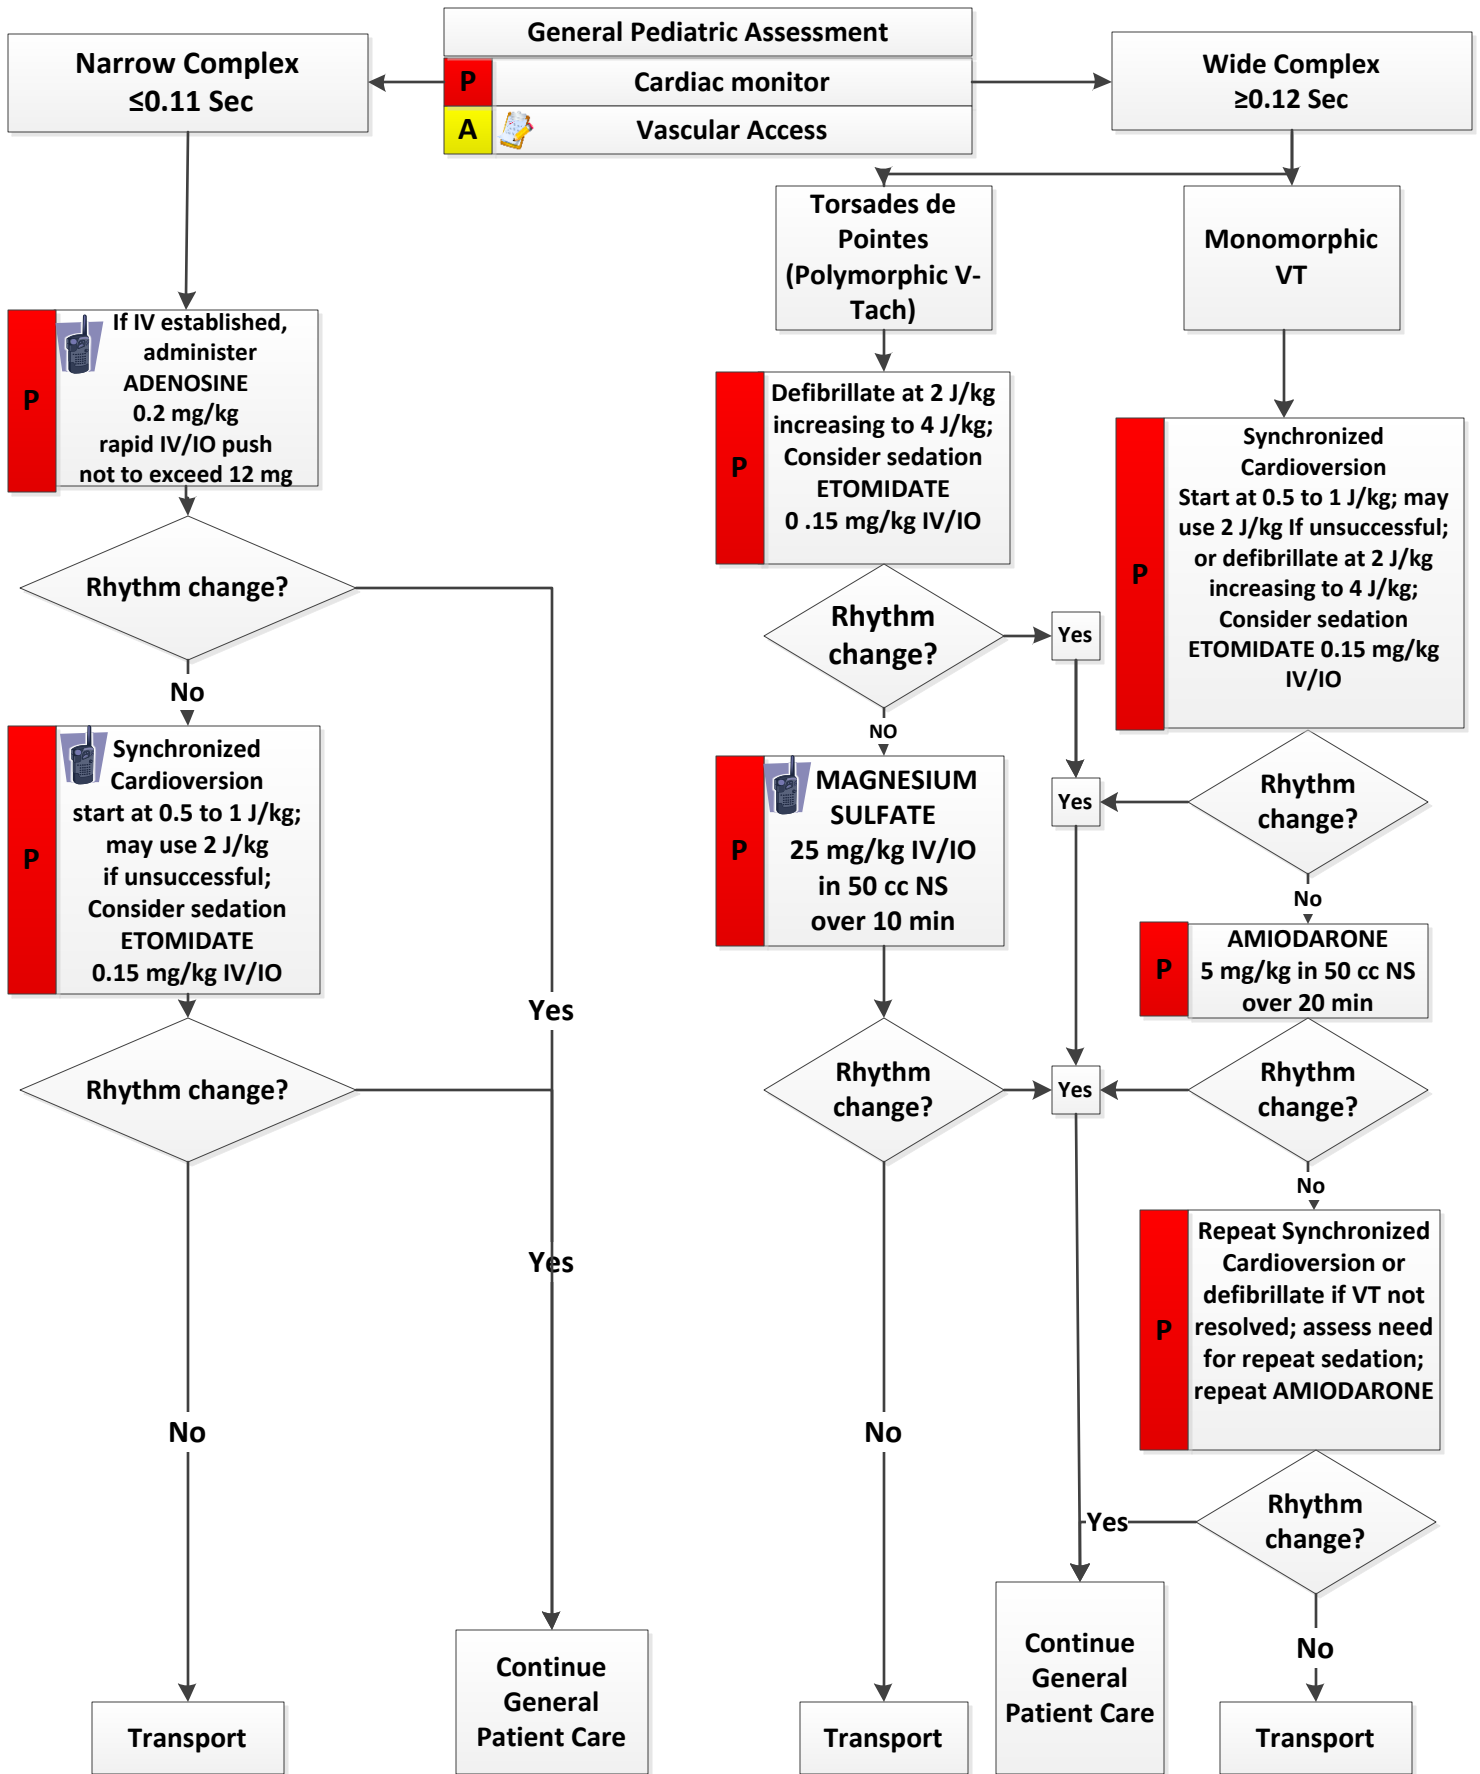 General Pediatric Assessment
P
Cardiac monitor
A
Vascular Access
Narrow Complex
≤0.11 Sec
P
If IV established,
administer
ADENOSINE
0.2 mg/kg
rapid IV/IO push
not to exceed 12 mg
Rhythm change?
No
P
Synchronized
Cardioversion
start at 0.5 to 1 J/kg;
may use 2 J/kg
if unsuccessful;
Consider sedation
ETOMIDATE
0.15 mg/kg IV/IO
Yes
Rhythm change?
Yes
No
Transport
Continue
General
Patient Care
Wide Complex
≥0.12 Sec
Torsades de
Pointes
(Polymorphic V-
Tach)
P
Defibrillate at 2 J/kg
increasing to 4 J/kg;
Consider sedation
ETOMIDATE
0 .15 mg/kg IV/IO
Rhythm
change?
Yes
NO
P
MAGNESIUM
SULFATE
25 mg/kg IV/IO
in 50 cc NS
over 10 min
Rhythm
change?
Yes
No
Transport
Monomorphic
VT
P
Synchronized
Cardioversion
Start at 0.5 to 1 J/kg; may
use 2 J/kg If unsuccessful;
or defibrillate at 2 J/kg
increasing to 4 J/kg;
Consider sedation
ETOMIDATE 0.15 mg/kg
IV/IO
Rhythm
change?
Yes
No
P
AMIODARONE
5 mg/kg in 50 cc NS
over 20 min
Rhythm
change?
No
P
Repeat Synchronized
Cardioversion or
defibrillate if VT not
resolved; assess need
for repeat sedation;
repeat AMIODARONE
Rhythm
change?
Yes
No
Continue
General
Patient Care
Transport